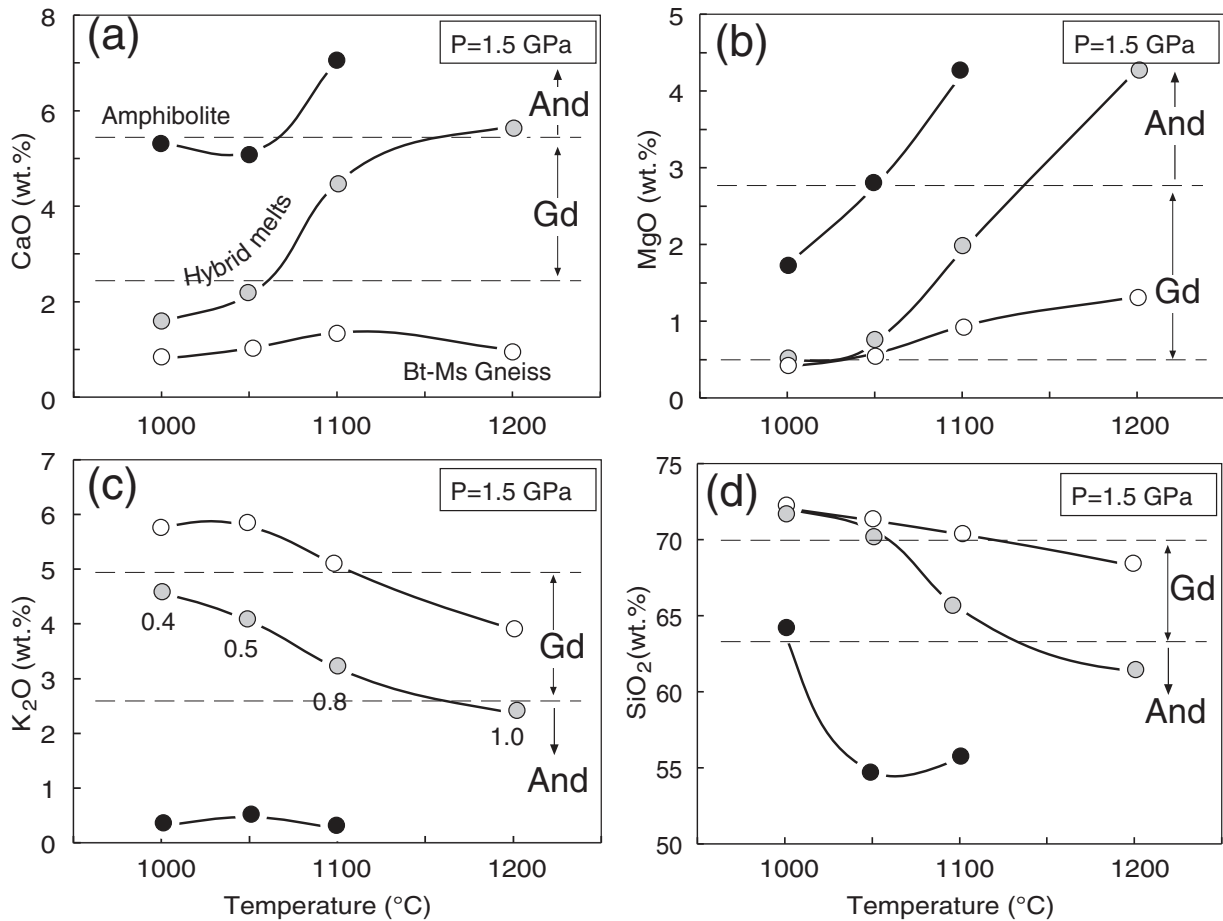 (a)
P=1.5 GPa
8
7
6
5
4
3
2
1
0
CaO (wt.%)
Amphibolite
Hybrid melts
Bt-Ms Gneiss
And
Gd
1000
1100
1200
(b)
P=1.5 GPa
5
4
3
2
1
0
MgO (wt.%)
And
Gd
1000
1100
1200
(c)
P=1.5 GPa
7
6
5
4
3
2
1
0
K2O (wt.%)
0.4
0.5
0.8
1.0
Gd
And
1000
1100
1200
Temperature (°C)
(d)
P=1.5 GPa
70
65
60
55
50
SiO2(wt.%)
Gd
And
1000
1100
1200
Temperature (°C)